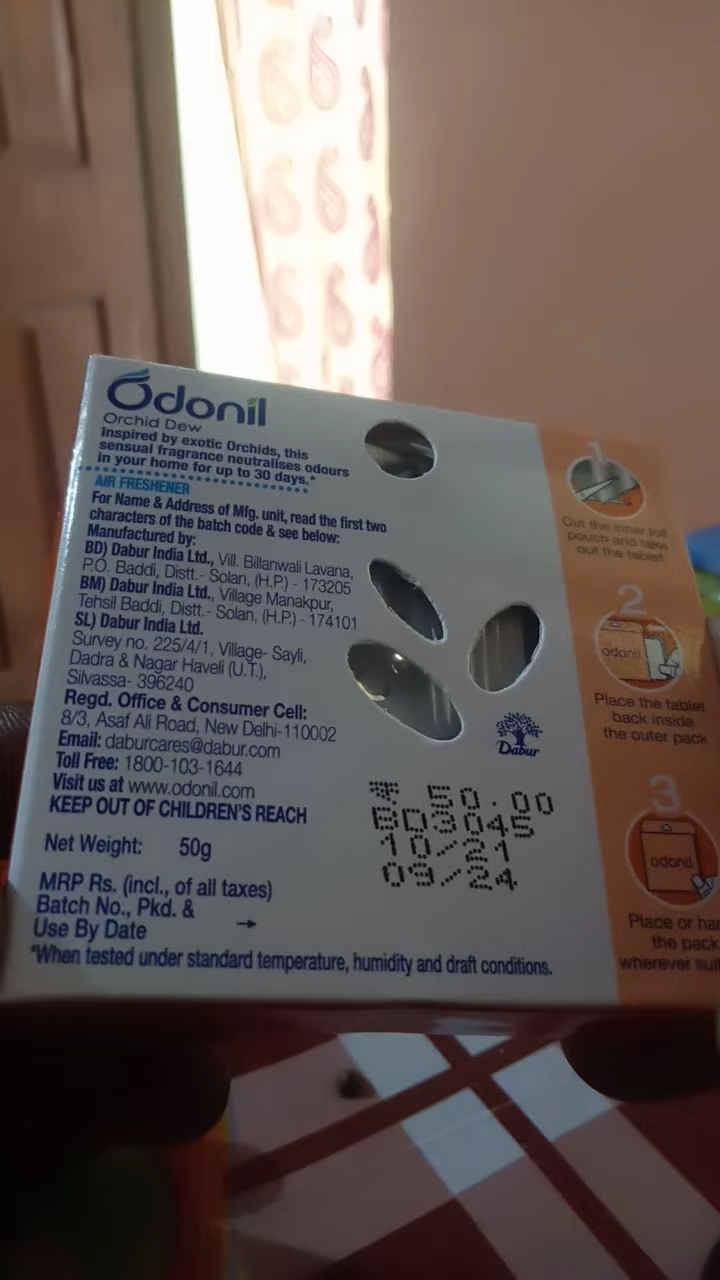 Odonil
Orchid Dew
Inspired by exotic Orchids, this
sensual fragrance neutralises odours
in your home for up to 30 days.*
AIR FRESHENER
For Name & Address of Mfg. unit, read the first two
characters of the batch code & see below:
Manufactured by:
BD) Dabur India Ltd., Vill. Billanwali Lavana,
P.O. Baddi, Distt.- Solan, (H.P.) - 173205
BM) Dabur India Ltd., Village Manakpur,
Tehsil Baddi, Distt.- Solan, (H.P.) - 174101
SL) Dabur India Ltd.
Survey no. 225/4/1, Village- Sayli,
Dadra & Nagar Haveli (U.T.),
Silvassa- 396240
Regd. Office & Consumer Cell:
8/3, Asaf Ali Road, New Delhi-110002
Email: daburcares@dabur.com
Toll Free: 1800-103-1644
Visit us at www.odonil.com
KEEP OUT OF CHILDREN'S REACH
Net Weight: 50g
MRP Rs. (incl., of all taxes)
Batch No., Pkd. &
Use By Date →
*When tested under standard temperature, humidity and draft conditions.
Dabur
₹ 50.00
BD3045
10/21
09/24
1
Cut the inner foil
pouch and take
out the tablet
2
odonil
Place the tablet
back inside
the outer pack
3
odonil
Place or
the pack
wherever